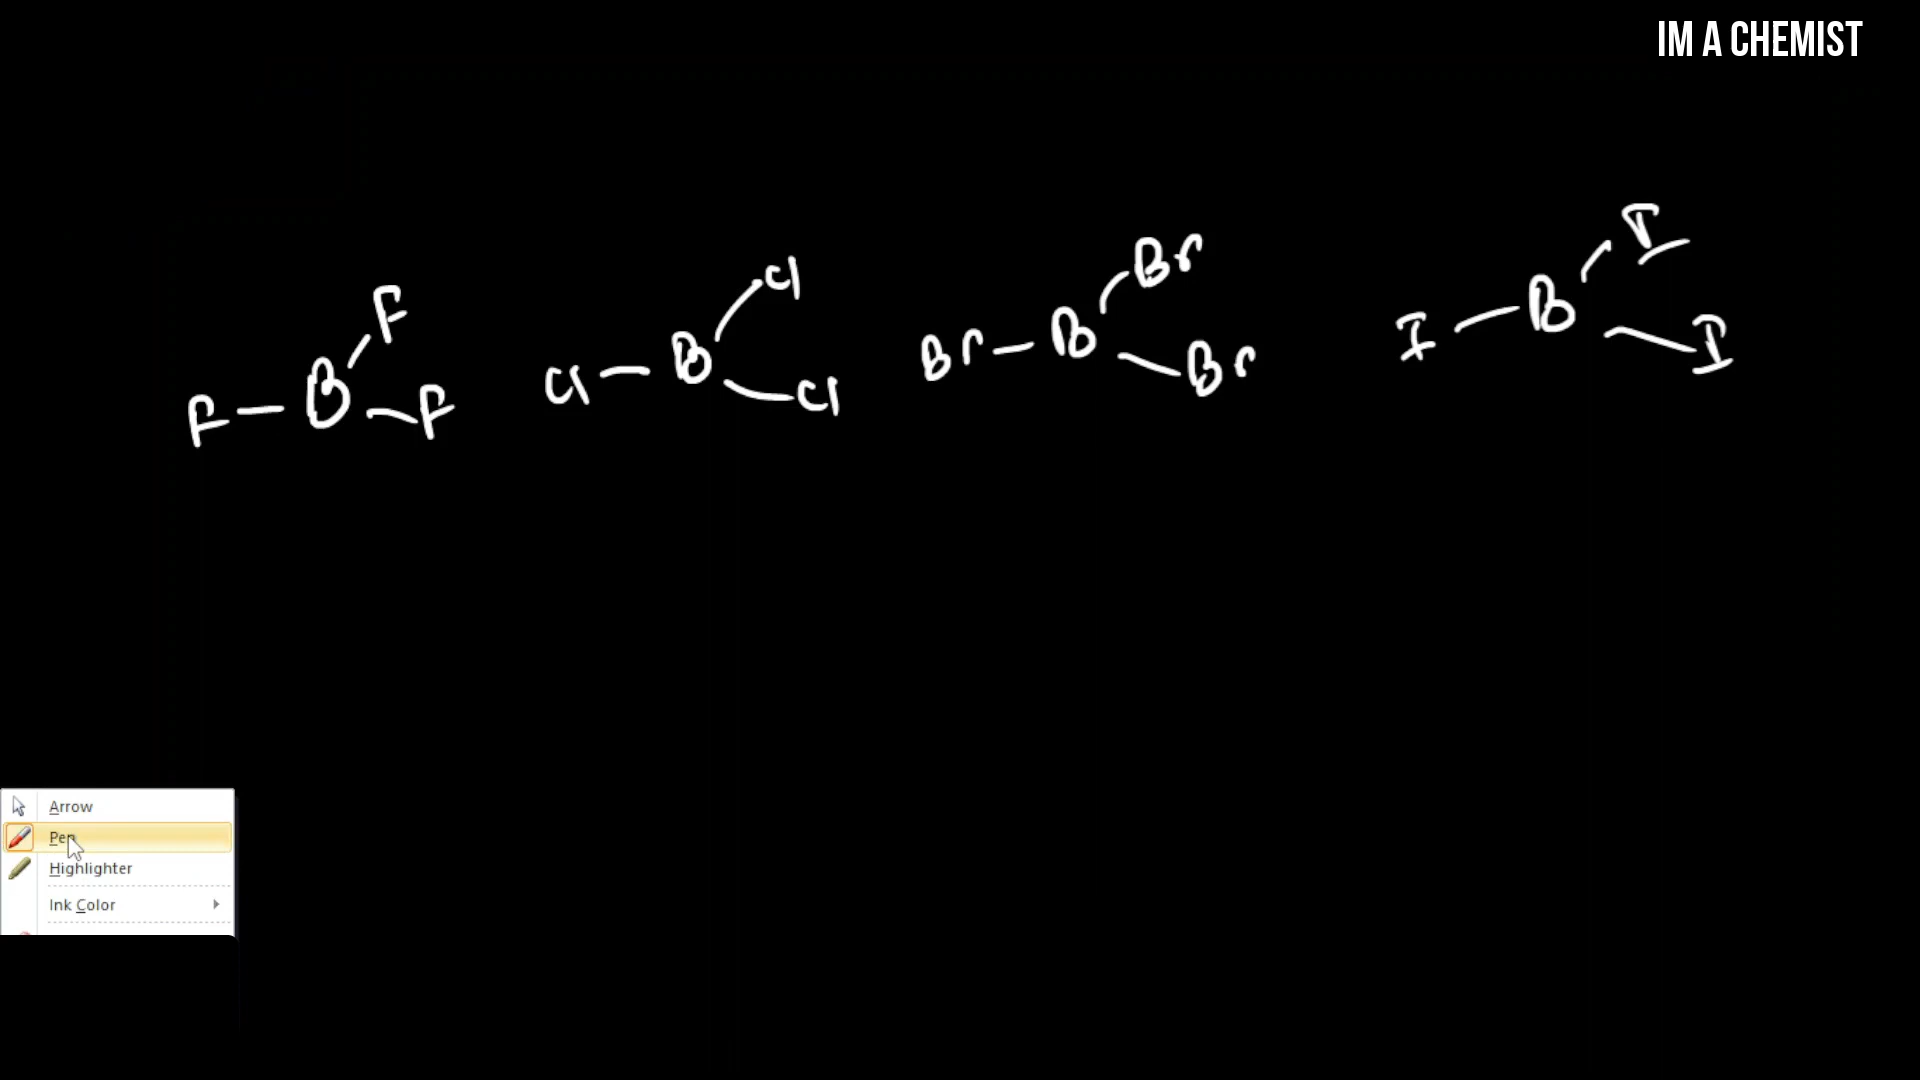 IM A CHEMIST
F
F-B-F
Cl
Cl-B-Cl
Br
Br-B-Br
I
I-B-I
Arrow
Pen
Highlighter
Ink Color